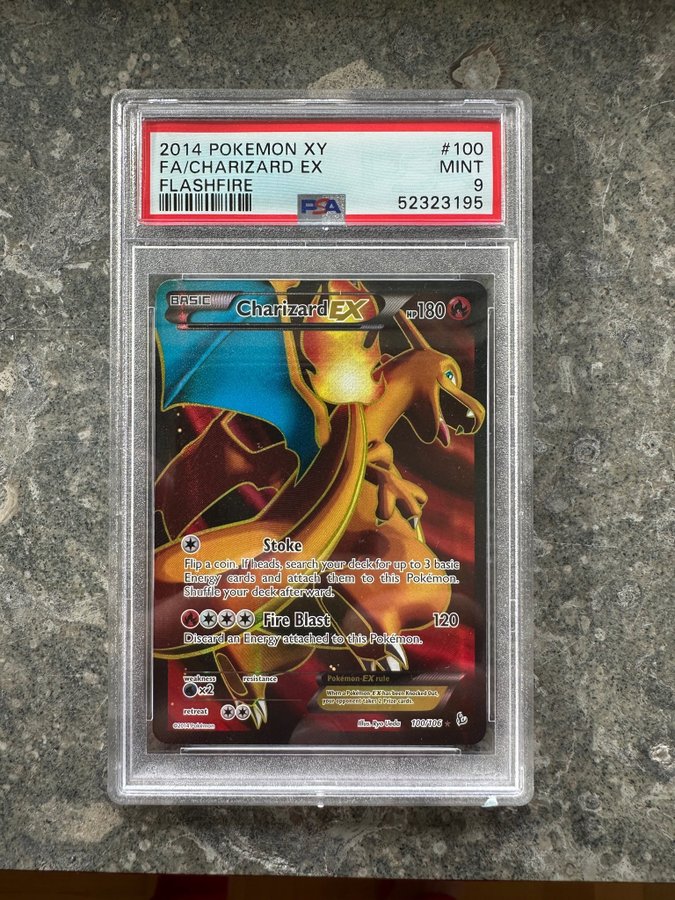 2014 POKEMON XY #100
FA/CHARIZARD EX MINT
FLASHFIRE 9
PSA 52323195
BASIC Charizard EX HP 180
Stoke
Flip a coin. If heads, search your deck for up to 3 basic
Energy cards and attach them to this Pokémon.
Shuffle your deck afterward.
Fire Blast 120
Discard an Energy attached to this Pokémon.
weakness resistance
×2
retreat
Pokémon-EX rule
When a Pokémon-EX has been Knocked Out,
your opponent takes 2 Prize cards.
©2014 Pokémon Illus. Ryo Ueda 100/106 ★